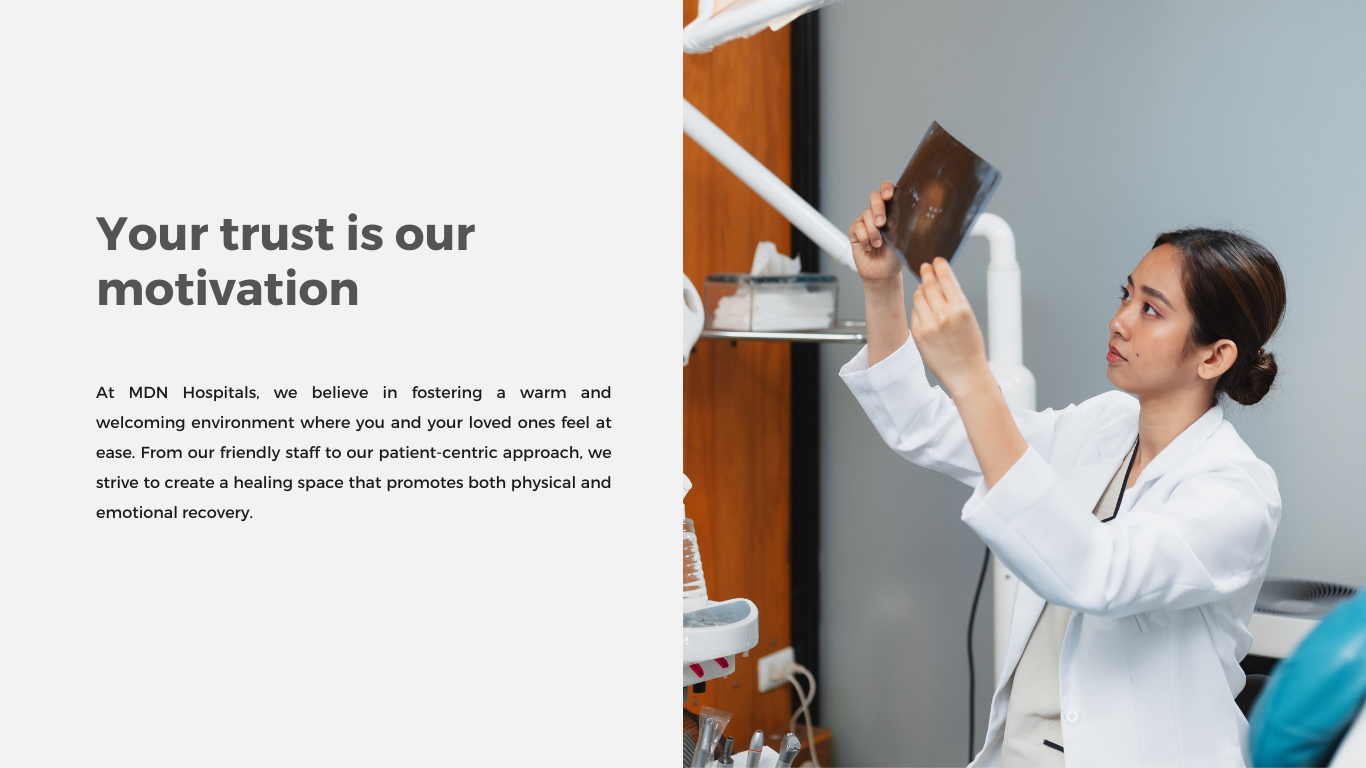 Your trust is our
motivation
At MDN Hospitals, we believe in fostering a warm and
welcoming environment where you and your loved ones feel at
ease. From our friendly staff to our patient-centric approach, we
strive to create a healing space that promotes both physical and
emotional recovery.